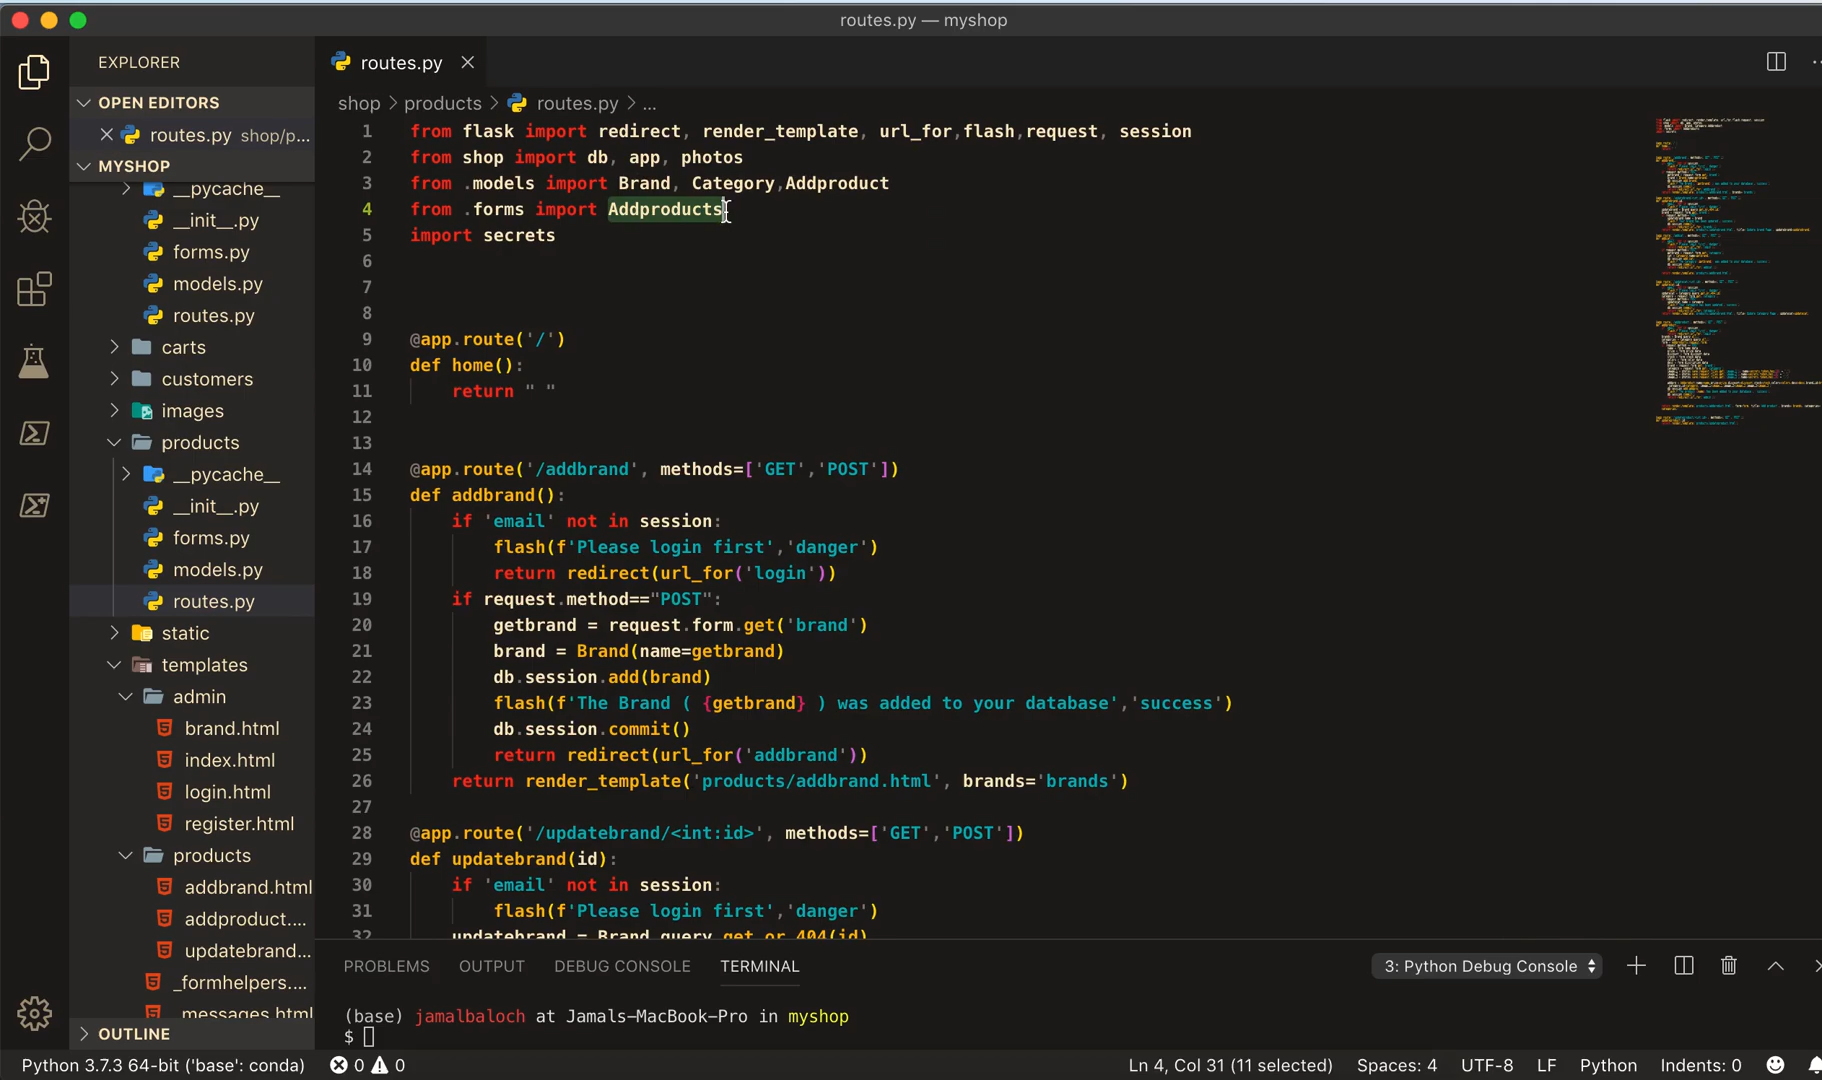 routes.py — myshop
EXPLORER
OPEN EDITORS
routes.py shop/p...
MYSHOP
__pycache__
__init__.py
forms.py
models.py
routes.py
carts
customers
images
products
__pycache__
__init__.py
forms.py
models.py
routes.py
static
templates
admin
brand.html
index.html
login.html
register.html
products
addbrand.html
addproduct....
updatebrand...
_formhelpers....
_messages.html
OUTLINE
routes.py
shop > products > routes.py > ...
1 from flask import redirect, render_template, url_for,flash,request, session
2 from shop import db, app, photos
3 from .models import Brand, Category,Addproduct
4 from .forms import Addproducts
5 import secrets
6
7
8
9 @app.route('/')
10 def home():
11 return " "
12
13
14 @app.route('/addbrand', methods=['GET','POST'])
15 def addbrand():
16 if 'email' not in session:
17 flash(f'Please login first','danger')
18 return redirect(url_for('login'))
19 if request.method=="POST":
20 getbrand = request.form.get('brand')
21 brand = Brand(name=getbrand)
22 db.session.add(brand)
23 flash(f'The Brand ( {getbrand} ) was added to your database','success')
24 db.session.commit()
25 return redirect(url_for('addbrand'))
26 return render_template('products/addbrand.html', brands='brands')
27
28 @app.route('/updatebrand/<int:id>', methods=['GET','POST'])
29 def updatebrand(id):
30 if 'email' not in session:
31 flash(f'Please login first','danger')
32 updatebrand = Brand.query.get_or_404(id)
PROBLEMS OUTPUT DEBUG CONSOLE TERMINAL
3: Python Debug Console
(base) jamalbaloch at Jamals-MacBook-Pro in myshop
$
Python 3.7.3 64-bit ('base': conda) 0 0
Ln 4, Col 31 (11 selected) Spaces: 4 UTF-8 LF Python Indents: 0